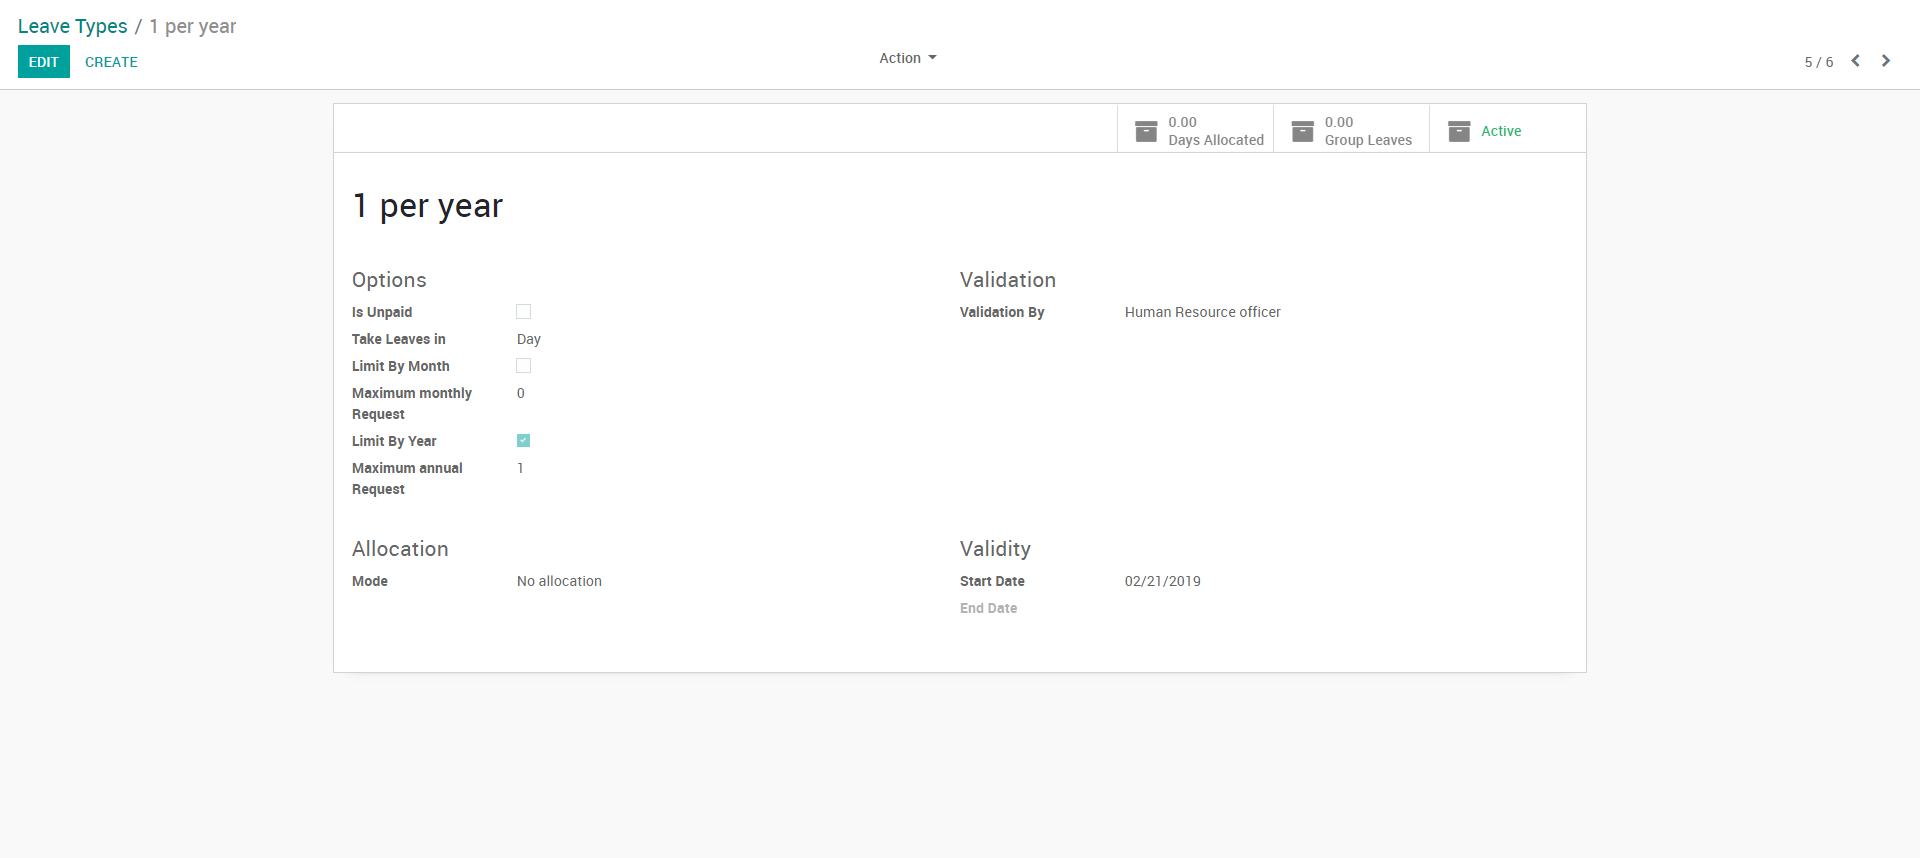 Leave Types / 1 per year
EDIT CREATE
Action
5 / 6
0.00
Days Allocated
0.00
Group Leaves
Active
1 per year
Options
Is Unpaid
Take Leaves in Day
Limit By Month
Maximum monthly Request 0
Limit By Year
Maximum annual Request 1
Validation
Validation By Human Resource officer
Allocation
Mode No allocation
Validity
Start Date 02/21/2019
End Date